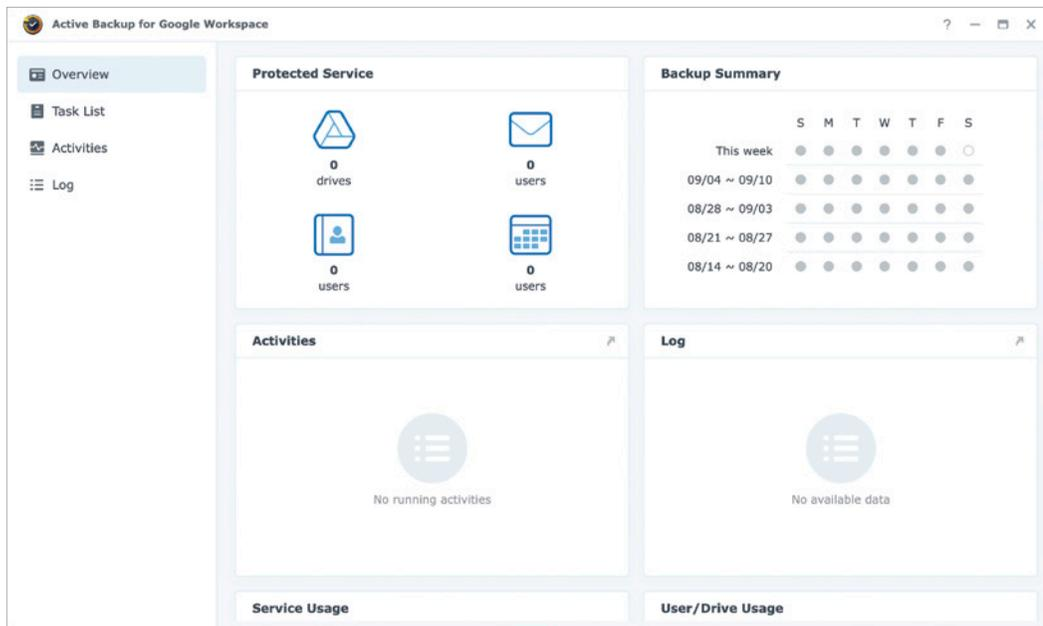 Active Backup for Google Workspace
?
Overview
Task List
Activities
Log
Protected Service
0
drives
0
users
0
users
0
users
Backup Summary
S M T W T F S
This week
09/04 ~ 09/10
08/28 ~ 09/03
08/21 ~ 08/27
08/14 ~ 08/20
Activities
No running activities
Log
No available data
Service Usage
User/Drive Usage